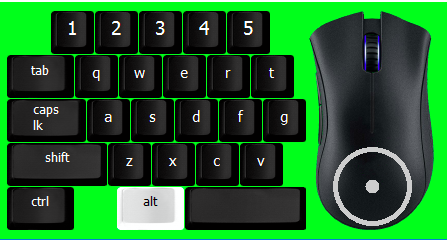 1 2 3 4 5
tab q w e r t
caps
lk a s d f g
shift z x c v
ctrl alt